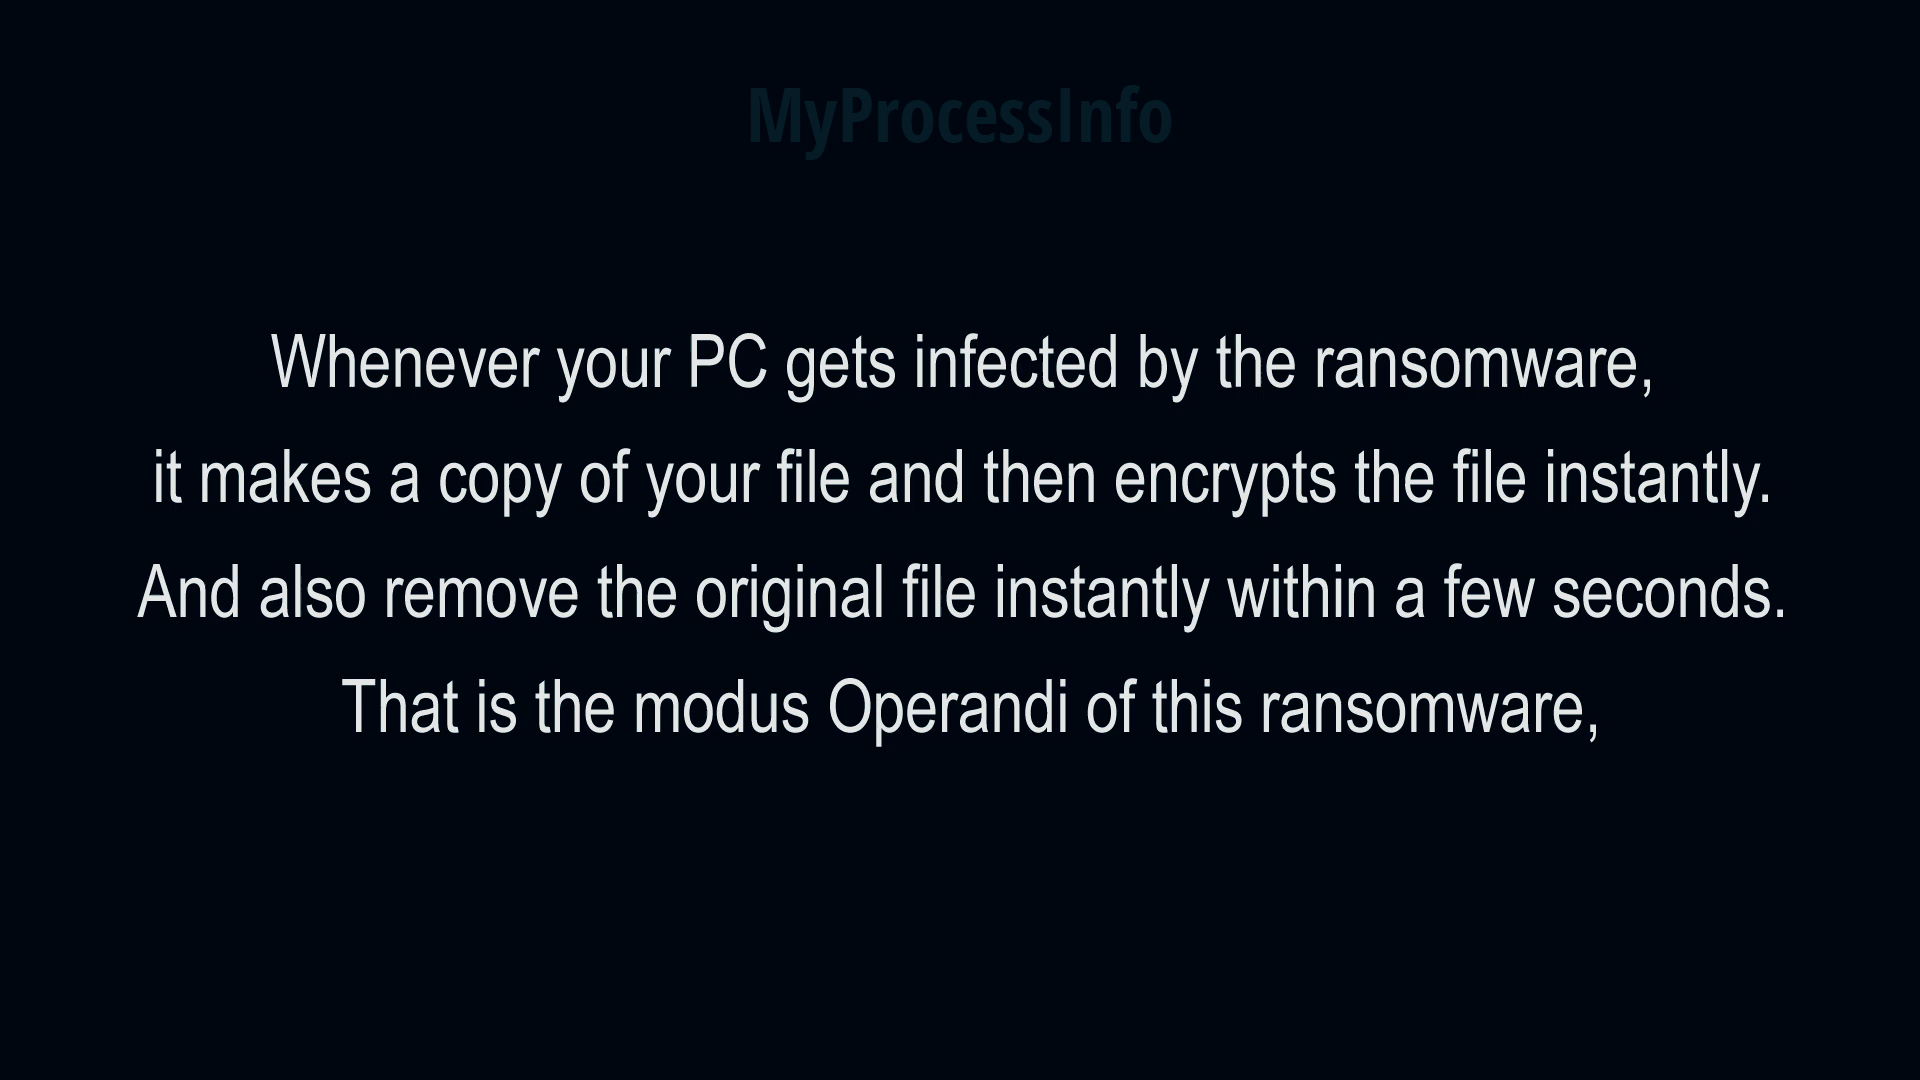 MyProcessInfo
Whenever your PC gets infected by the ransomware,
it makes a copy of your file and then encrypts the file instantly.
And also remove the original file instantly within a few seconds.
That is the modus Operandi of this ransomware,